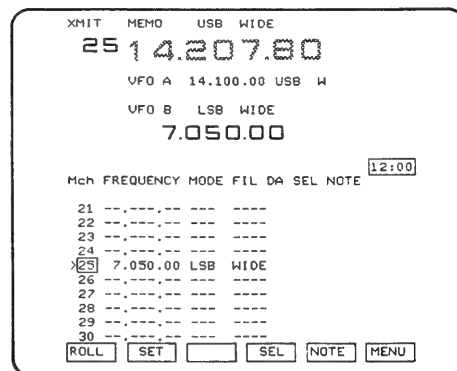 XMIT MEMO USB WIDE
25 14.207.80
VFO A 14.100.00 USB W
VFO B LSB WIDE
7.050.00
12:00
Mch FREQUENCY MODE FIL DA SEL NOTE
21 --.---.-- --- ----
22 --.---.-- --- ----
23 --.---.-- --- ----
24 --.---.-- --- ----
>25 7.050.00 LSB WIDE
26 --.---.-- --- ----
27 --.---.-- --- ----
28 --.---.-- --- ----
29 --.---.-- --- ----
30 --.---.-- --- ----
ROLL SET SEL NOTE MENU